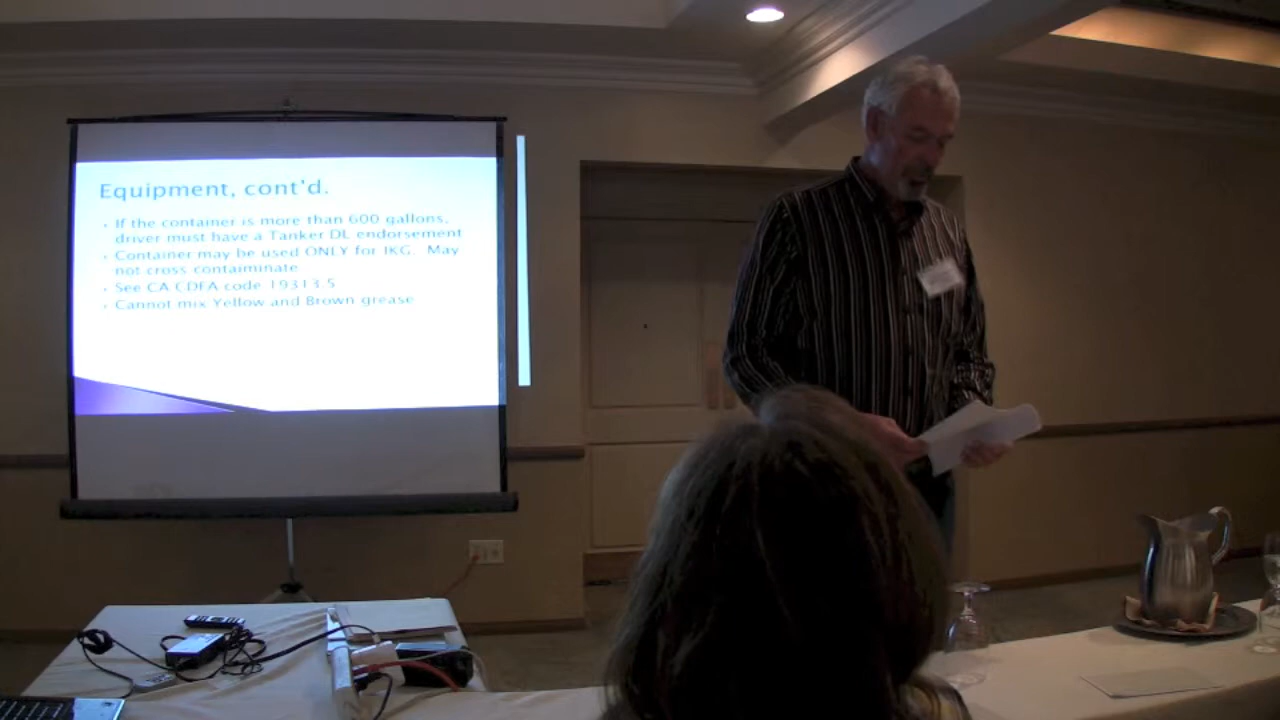 Equipment, cont'd.
If the container is more than 600 gallons,
driver must have a Tanker DL endorsement
Container may be used ONLY for IKG. May
not cross contaiminate
See CA CDFA code 19313.5
Cannot mix Yellow and Brown grease